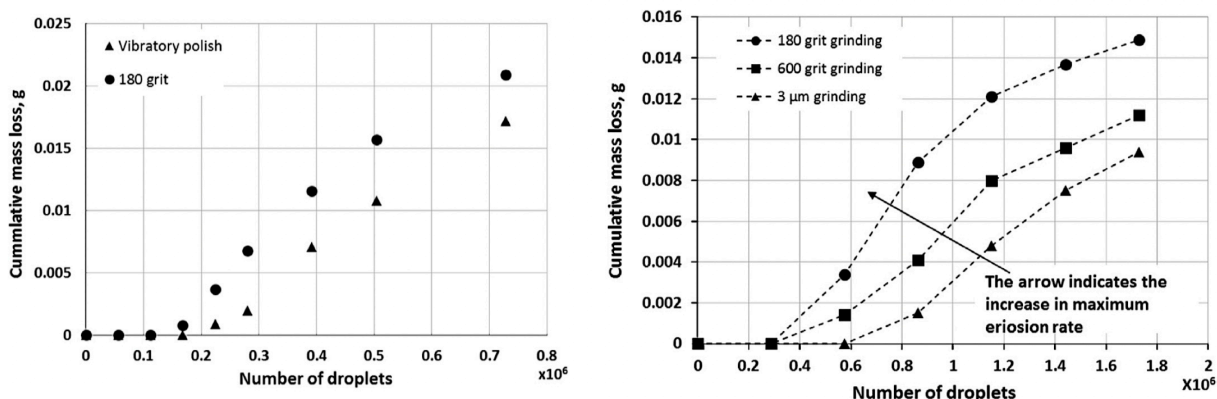 Cummlative mass loss, g
0.025
0.02
0.015
0.01
0.005
0
Vibratory polish
180 grit
0 0.1 0.2 0.3 0.4 0.5 0.6 0.7 0.8
x10⁶
Number of droplets
Cumulative mass loss, g
0.016
0.014
0.012
0.01
0.008
0.006
0.004
0.002
0
180 grit grinding
600 grit grinding
3 µm grinding
The arrow indicates the
increase in maximum
eriosion rate
0 0.2 0.4 0.6 0.8 1 1.2 1.4 1.6 1.8 2
X10⁶
Number of droplets